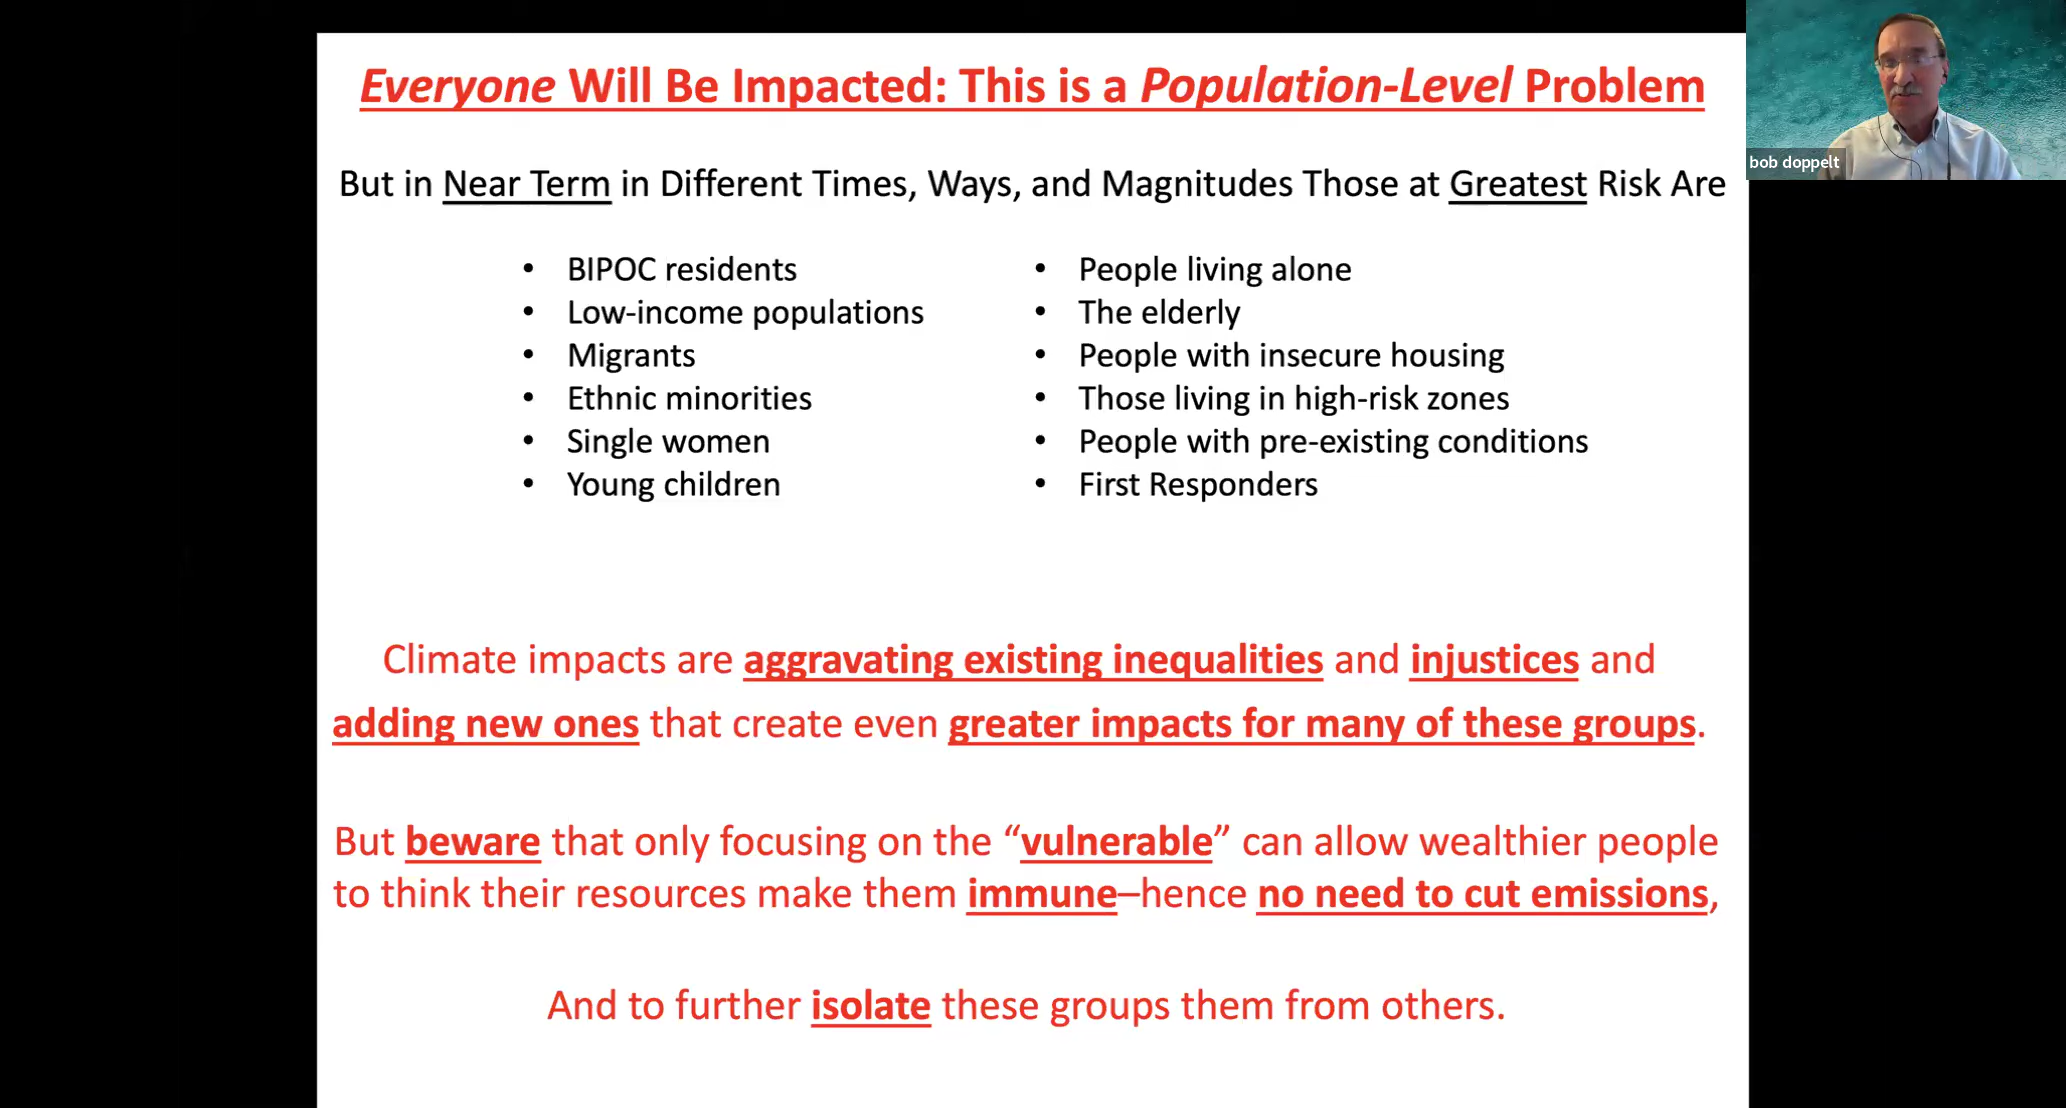 Everyone Will Be Impacted: This is a Population-Level Problem
bob doppelt
But in Near Term in Different Times, Ways, and Magnitudes Those at Greatest Risk Are
• BIPOC residents
• Low-income populations
• Migrants
• Ethnic minorities
• Single women
• Young children
• People living alone
• The elderly
• People with insecure housing
• Those living in high-risk zones
• People with pre-existing conditions
• First Responders
Climate impacts are aggravating existing inequalities and injustices and
adding new ones that create even greater impacts for many of these groups.
But beware that only focusing on the “vulnerable” can allow wealthier people
to think their resources make them immune–hence no need to cut emissions,
And to further isolate these groups them from others.